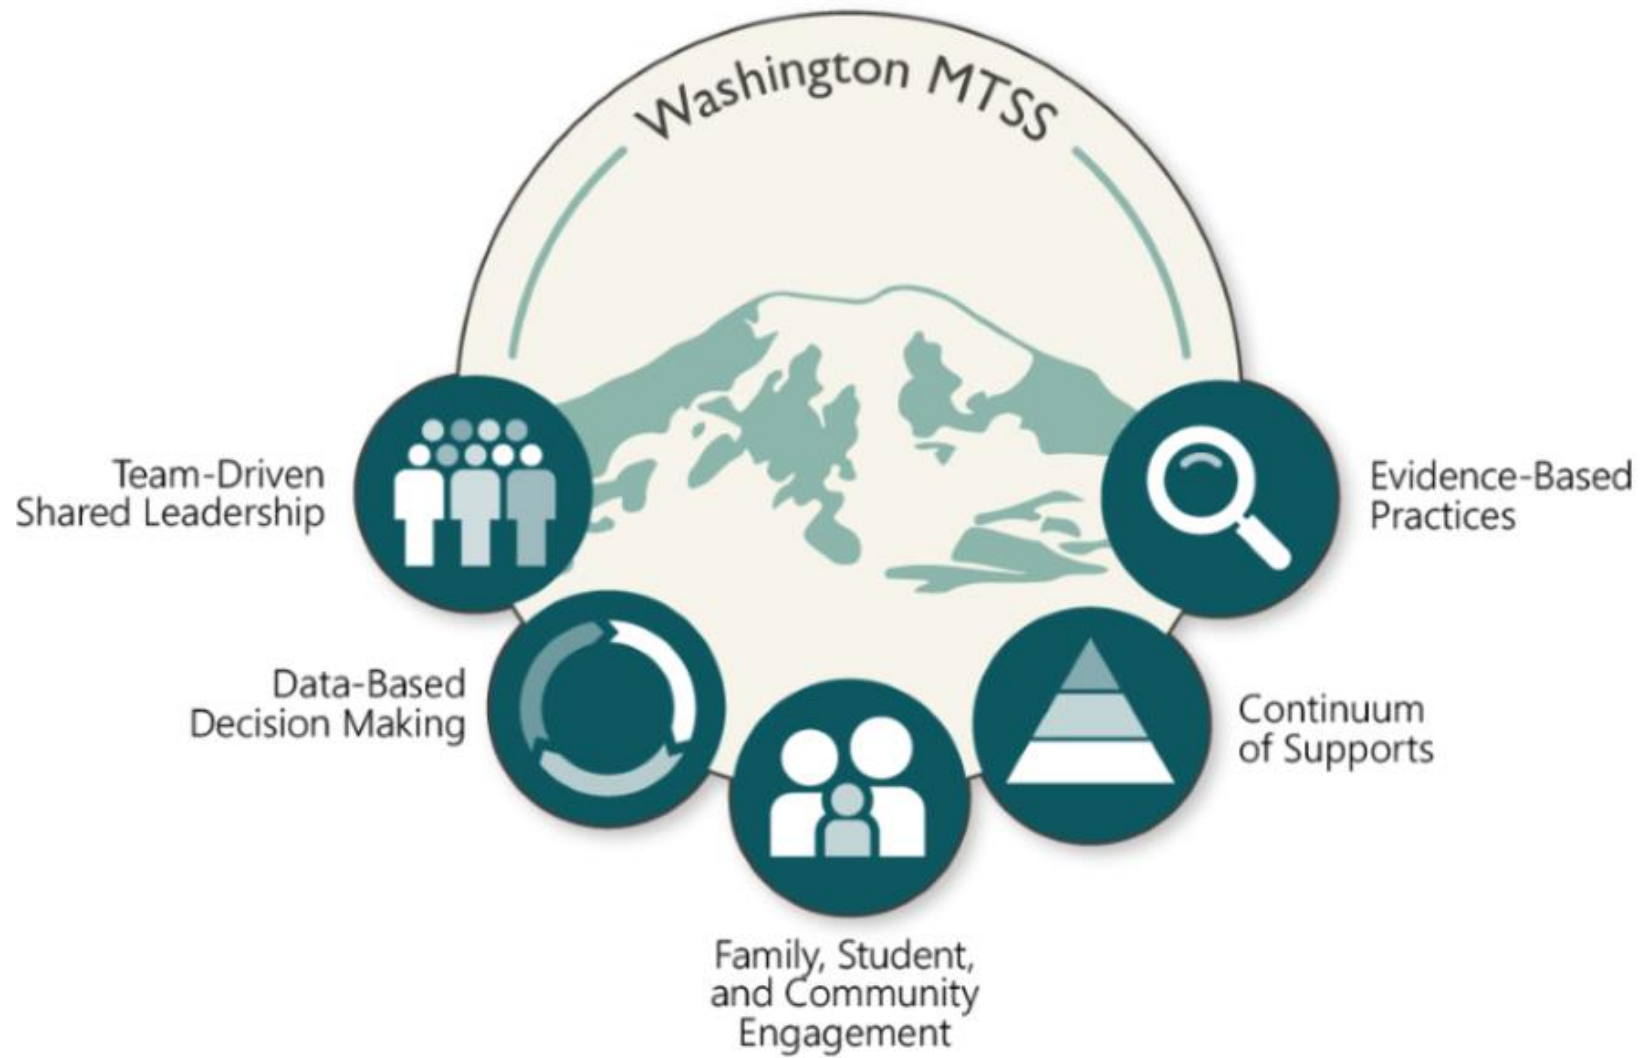 Washington MTSS
Team-Driven
Shared Leadership
Evidence-Based
Practices
Data-Based
Decision Making
Continuum
of Supports
Family, Student,
and Community
Engagement